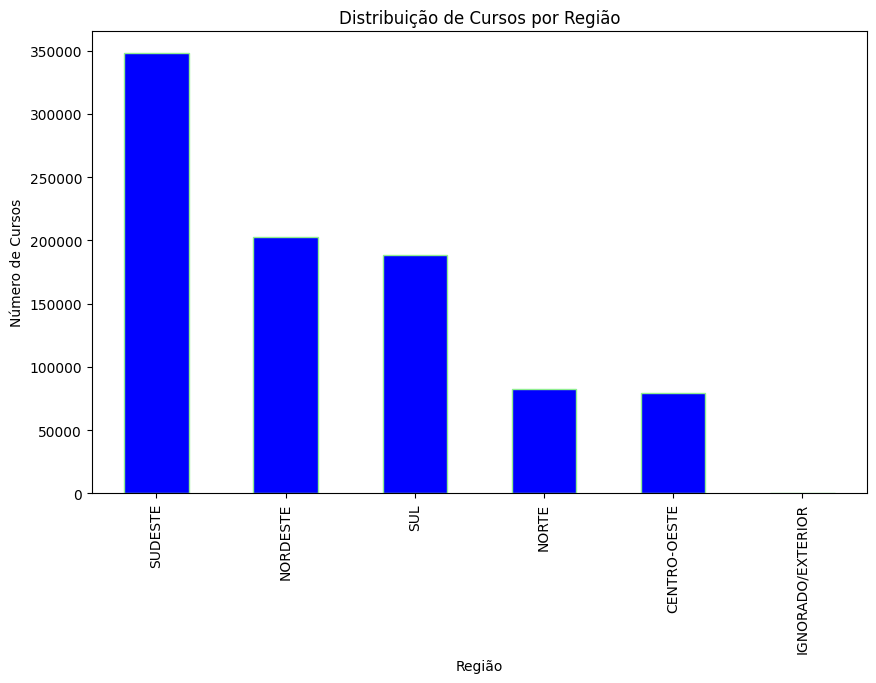 Distribuição de Cursos por Região
Número de Cursos
350000
300000
250000
200000
150000
100000
50000
0
SUDESTE
NORDESTE
SUL
NORTE
CENTRO-OESTE
IGNORADO/EXTERIOR
Região